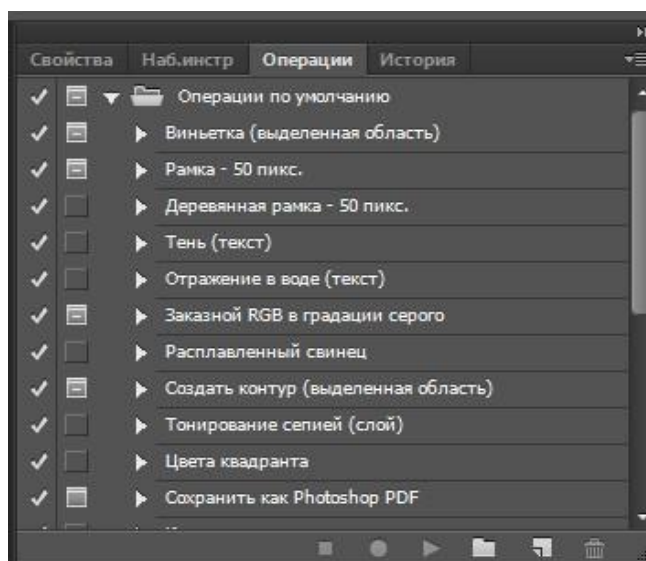 Свойства Наб.инстр Операции История
Операции по умолчанию
Виньетка (выделенная область)
Рамка - 50 пикс.
Деревянная рамка - 50 пикс.
Тень (текст)
Отражение в воде (текст)
Заказной RGB в градации серого
Расплавленный свинец
Создать контур (выделенная область)
Тонирование сепией (слой)
Цвета квадранта
Сохранить как Photoshop PDF